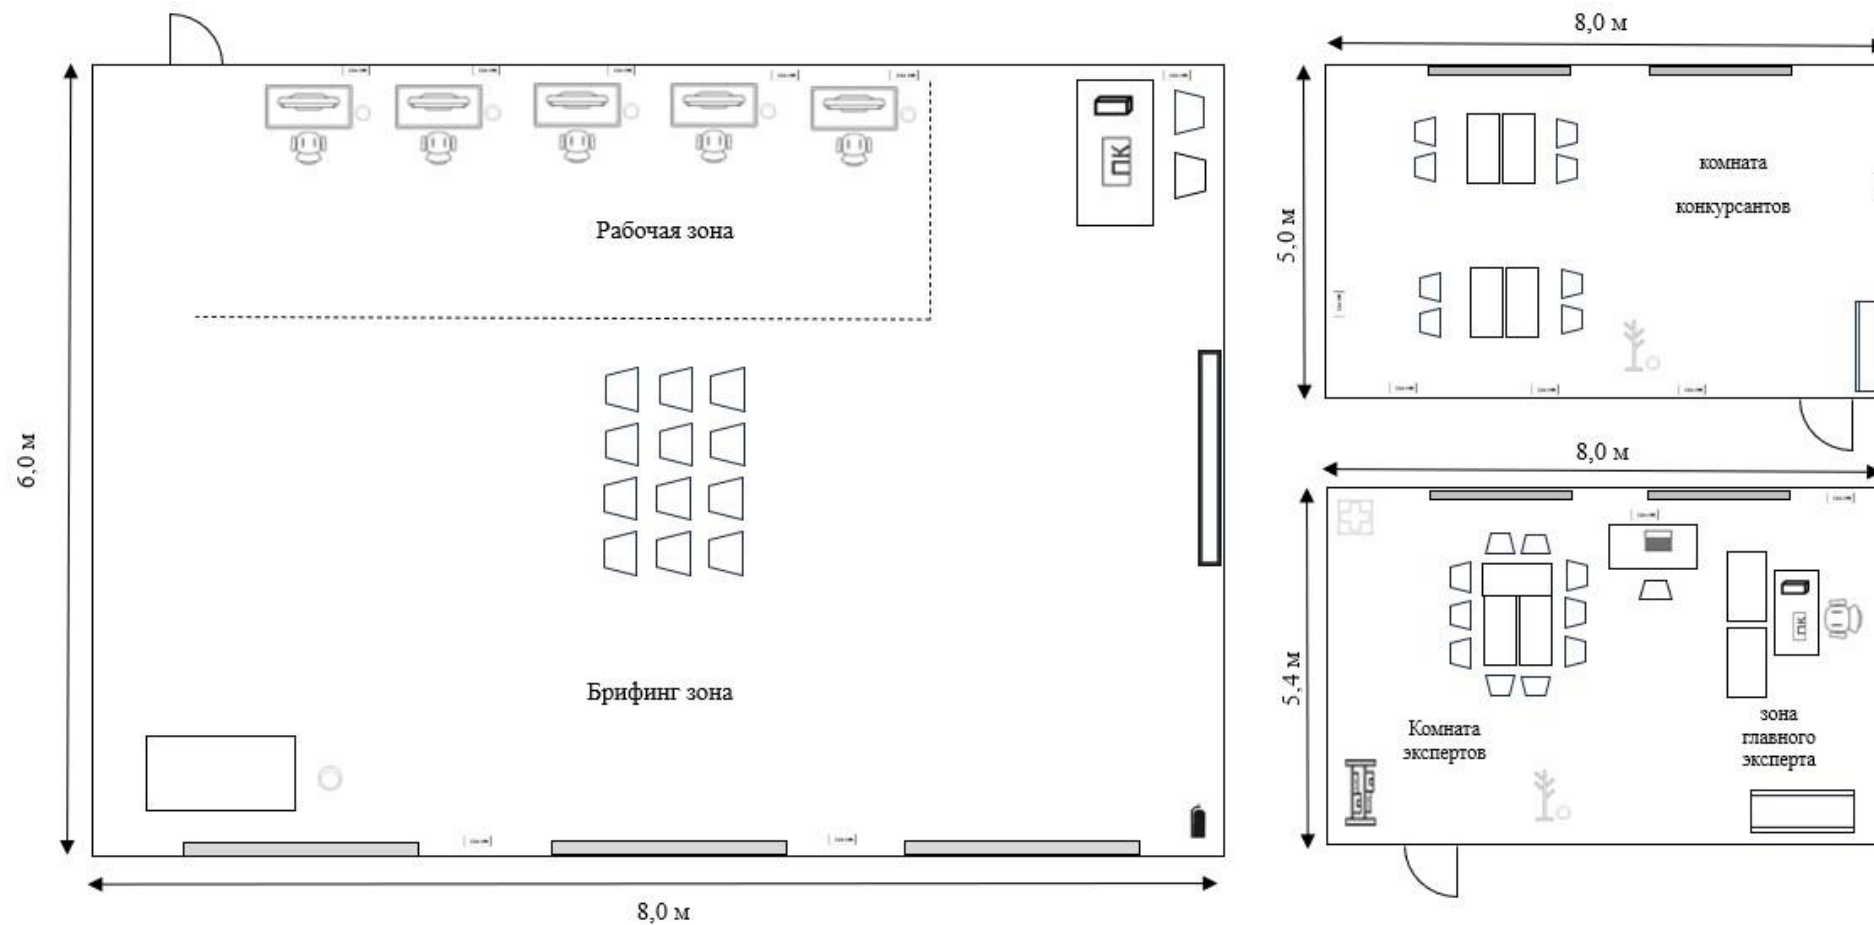 8,0 м
8,0 м
6,0 м
Рабочая зона
Брифинг зона
ПК
5,0 м
комната
конкурсантов
8,0 м
5,4 м
Комната
экспертов
зона
главного
эксперта
ПК